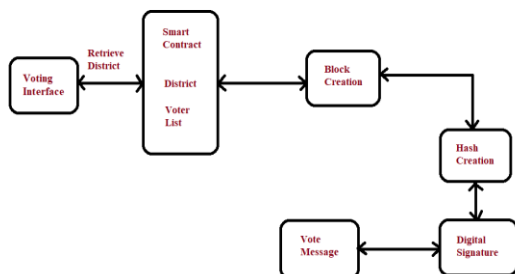 Voting
Interface
Retrieve
District
Smart
Contract
District
Voter
List
Block
Creation
Hash
Creation
Digital
Signature
Vote
Message